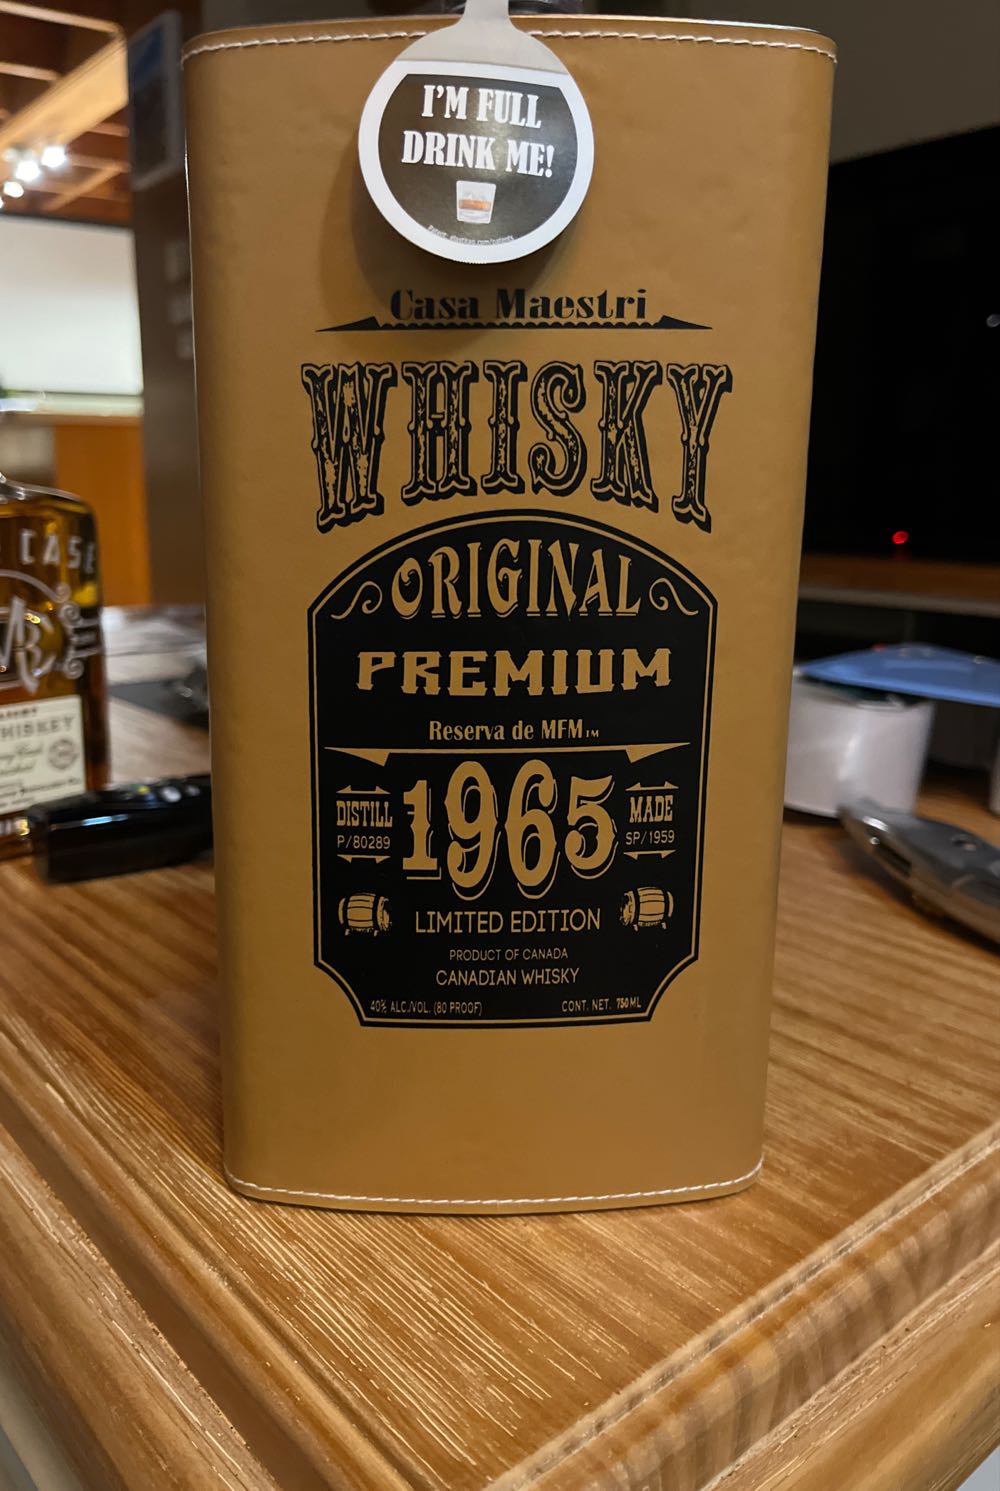 I'M FULL
DRINK ME!
Casa Maestri
WHISKY
ORIGINAL
PREMIUM
Reserva de MFM™
DISTILL
P/80289
1965
MADE
SP/1959
LIMITED EDITION
PRODUCT OF CANADA
CANADIAN WHISKY
40% ALC./VOL. (80 PROOF)
CONT. NET. 750 ML
CASE